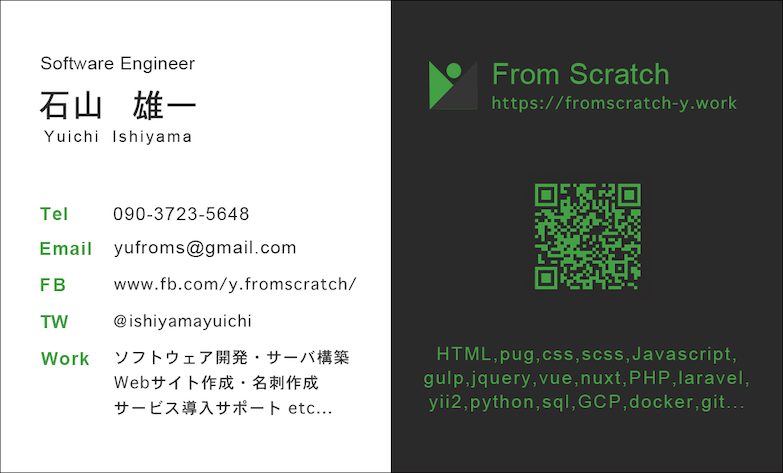 Software Engineer
石山 雄一
Yuichi Ishiyama
Tel 090-3723-5648
Email yufroms@gmail.com
FB www.fb.com/y.fromscratch/
TW @ishiyamayuichi
Work ソフトウェア開発・サーバ構築
Webサイト作成・名刺作成
サービス導入サポート etc...
From Scratch
https://fromscratch-y.work
HTML,pug,css,scss,Javascript,
gulp,jquery,vue,nuxt,PHP,laravel,
yii2,python,sql,GCP,docker,git...